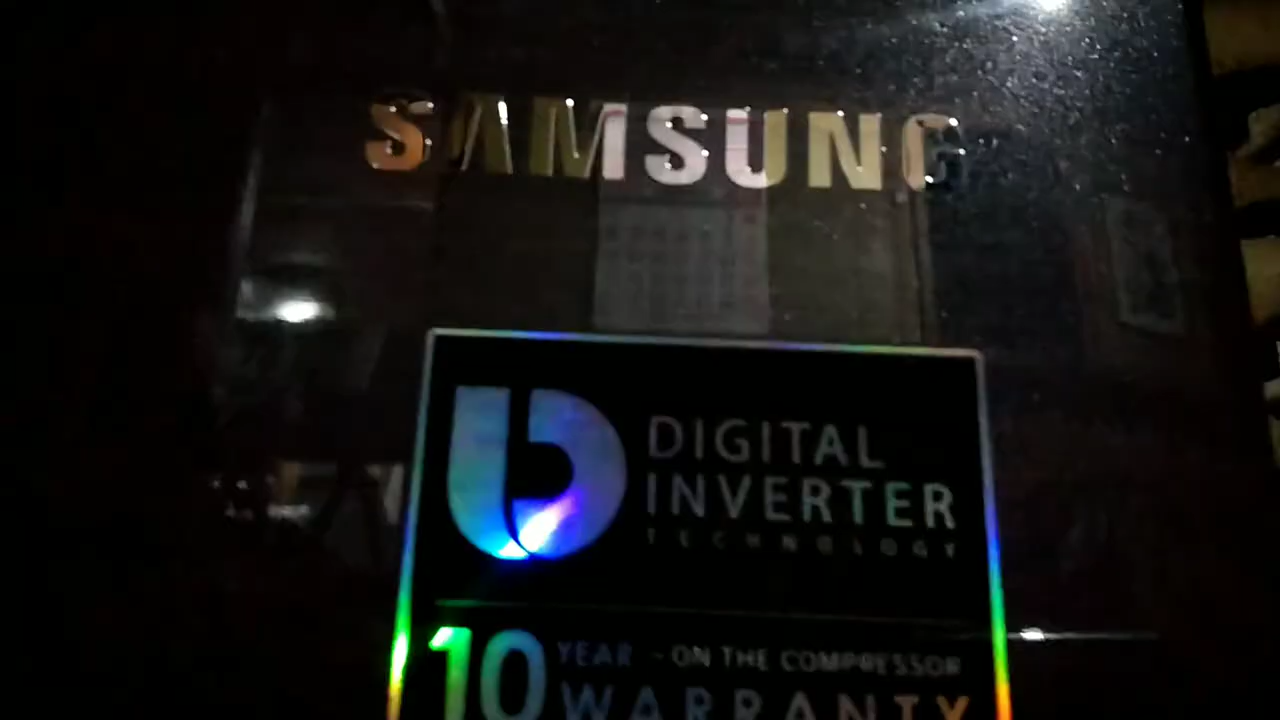 SAMSUNG
DIGITAL
INVERTER
TECHNOLOGY
10 YEAR - ON THE COMPRESSOR
WARRANTY